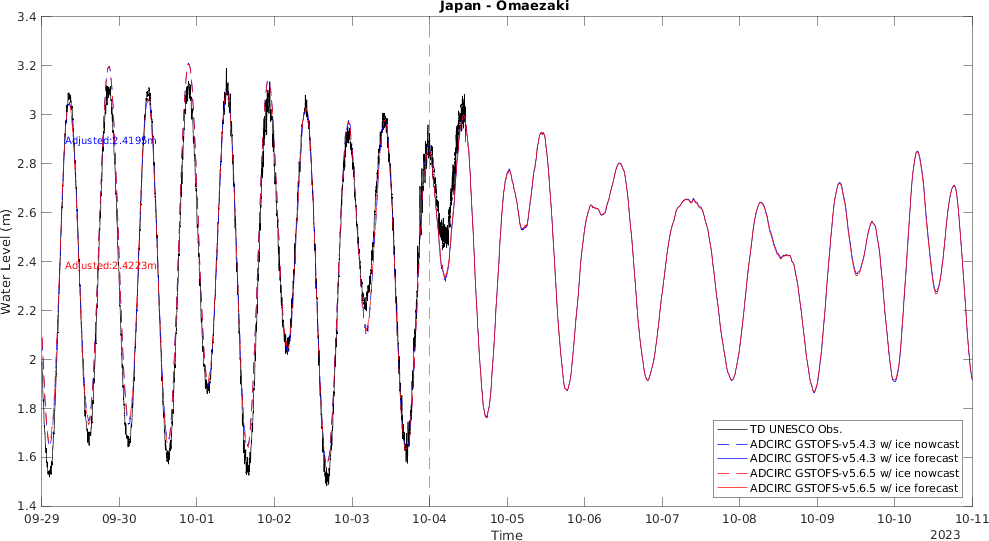 Japan - Omaezaki
3.4
3.2
3
2.8
2.6
2.4
2.2
2
1.8
1.6
1.4
Water Level (m)
Adjusted:2.4195m
Adjusted:2.4223m
TD UNESCO Obs.
ADCIRC GSTOFS-v5.4.3 w/ ice nowcast
ADCIRC GSTOFS-v5.4.3 w/ ice forecast
ADCIRC GSTOFS-v5.6.5 w/ ice nowcast
ADCIRC GSTOFS-v5.6.5 w/ ice forecast
09-29 09-30 10-01 10-02 10-03 10-04 10-05 10-06 10-07 10-08 10-09 10-10 10-11
Time
2023